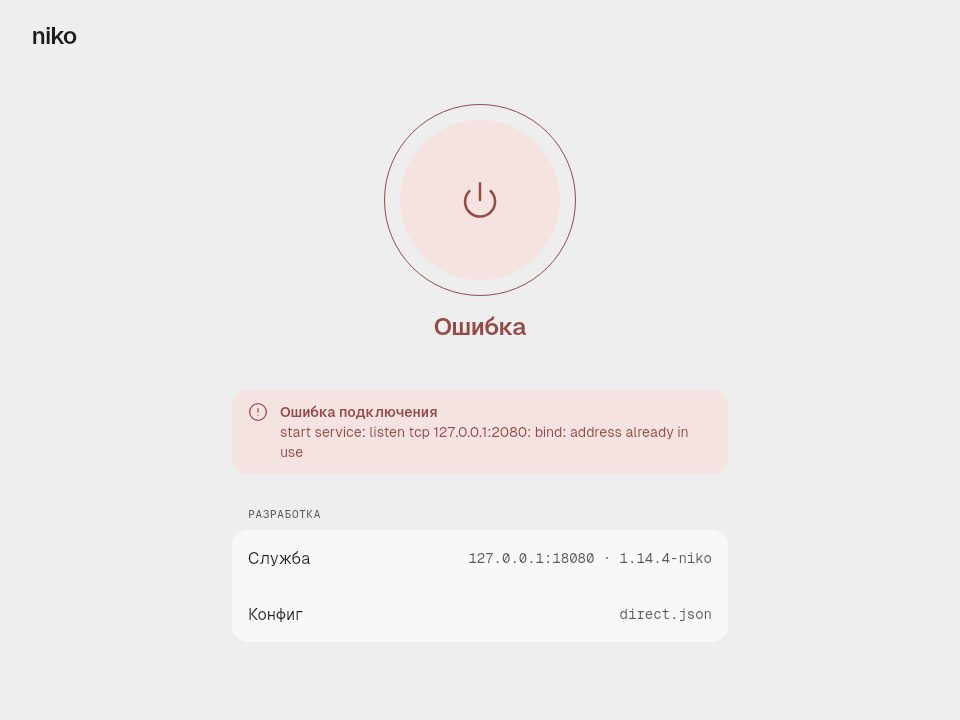 niko
Ошибка
Ошибка подключения
start service: listen tcp 127.0.0.1:2080: bind: address already in
use
РАЗРАБОТКА
Служба 127.0.0.1:18080 · 1.14.4-niko
Конфиг direct.json